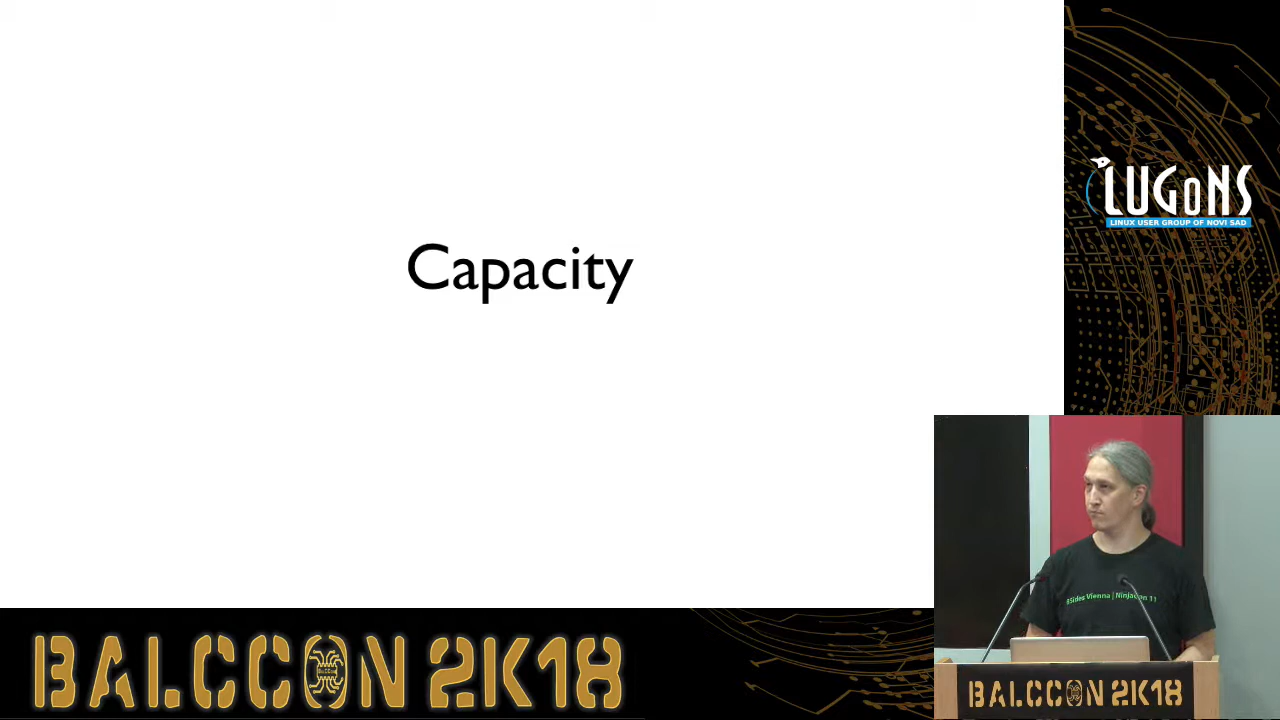 Capacity
LUGoNS
LINUX USER GROUP OF NOVI SAD
BSides Vienna | NinjaCon 11
BALCCON 2K18
BALCCON 2K18